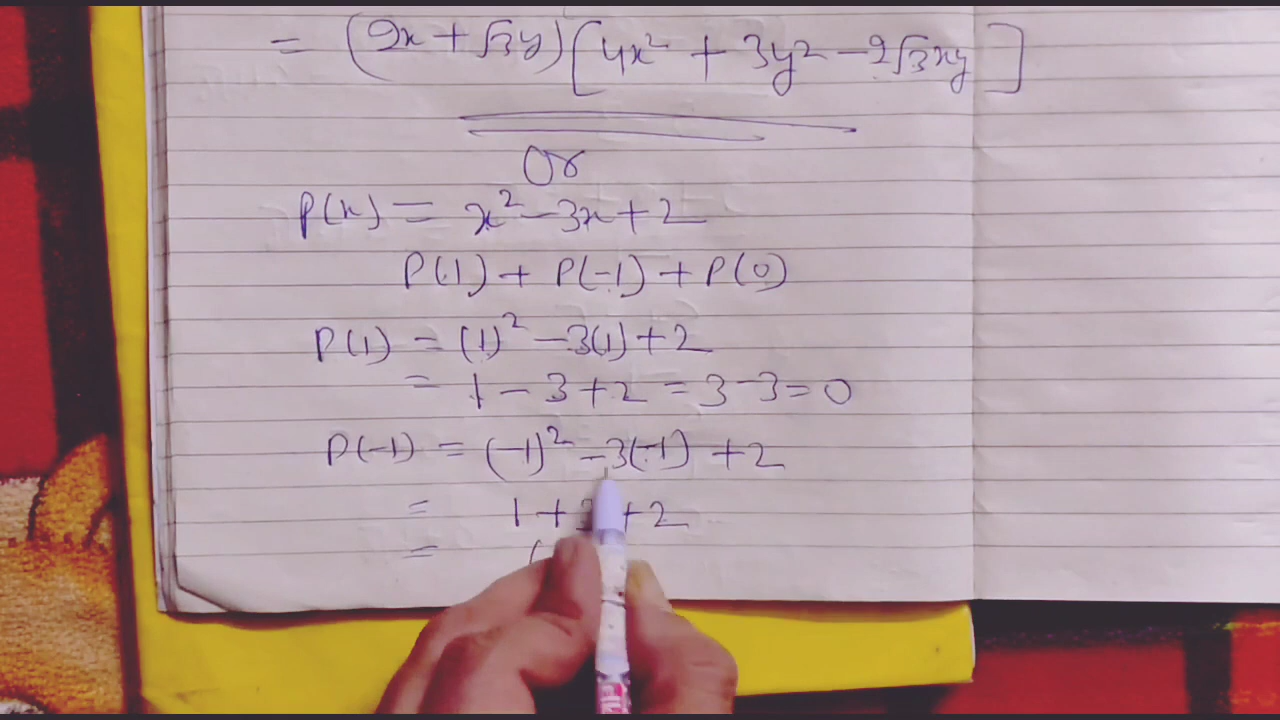 = (2x + √3y) [4x² + 3y² - 2√3xy]
Or
P(x) = x² - 3x + 2
P(1) + P(-1) + P(0)
P(1) = (1)² - 3(1) + 2
= 1 - 3 + 2 = 3 - 3 = 0
P(-1) = (-1)² - 3(-1) + 2
= 1 + 3 + 2
=